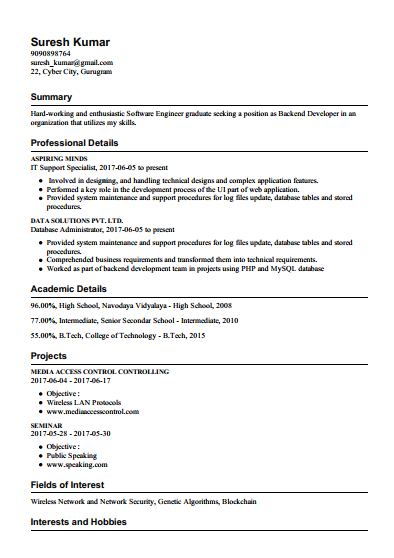 Suresh Kumar
9090898764
suresh_kumar@gmail.com
22, Cyber City, Gurugram
Summary
Hard-working and enthusiastic Software Engineer graduate seeking a position as Backend Developer in an
organization that utilizes my skills.
Professional Details
ASPIRING MINDS
IT Support Specialist, 2017-06-05 to present
● Involved in designing, and handling technical designs and complex application features.
● Performed a key role in the development process of the UI part of web application.
● Provided system maintenance and support procedures for log files update, database tables and stored
procedures.
DATA SOLUTIONS PVT. LTD.
Database Administrator, 2017-06-05 to present
● Provided system maintenance and support procedures for log files update, database tables and stored
procedures.
● Comprehended business requirements and transformed them into technical requirements.
● Worked as part of backend development team in projects using PHP and MySQL database
Academic Details
96.00%, High School, Navodaya Vidyalaya - High School, 2008
77.00%, Intermediate, Senior Secondar School - Intermediate, 2010
55.00%, B.Tech, College of Technology - B.Tech, 2015
Projects
MEDIA ACCESS CONTROL CONTROLLING
2017-06-04 - 2017-06-17
● Objective :
● Wireless LAN Protocols
● www.mediaaccesscontrol.com
SEMINAR
2017-05-28 - 2017-05-30
● Objective :
● Public Speaking
● www.speaking.com
Fields of Interest
Wireless Network and Network Security, Genetic Algorithms, Blockchain
Interests and Hobbies